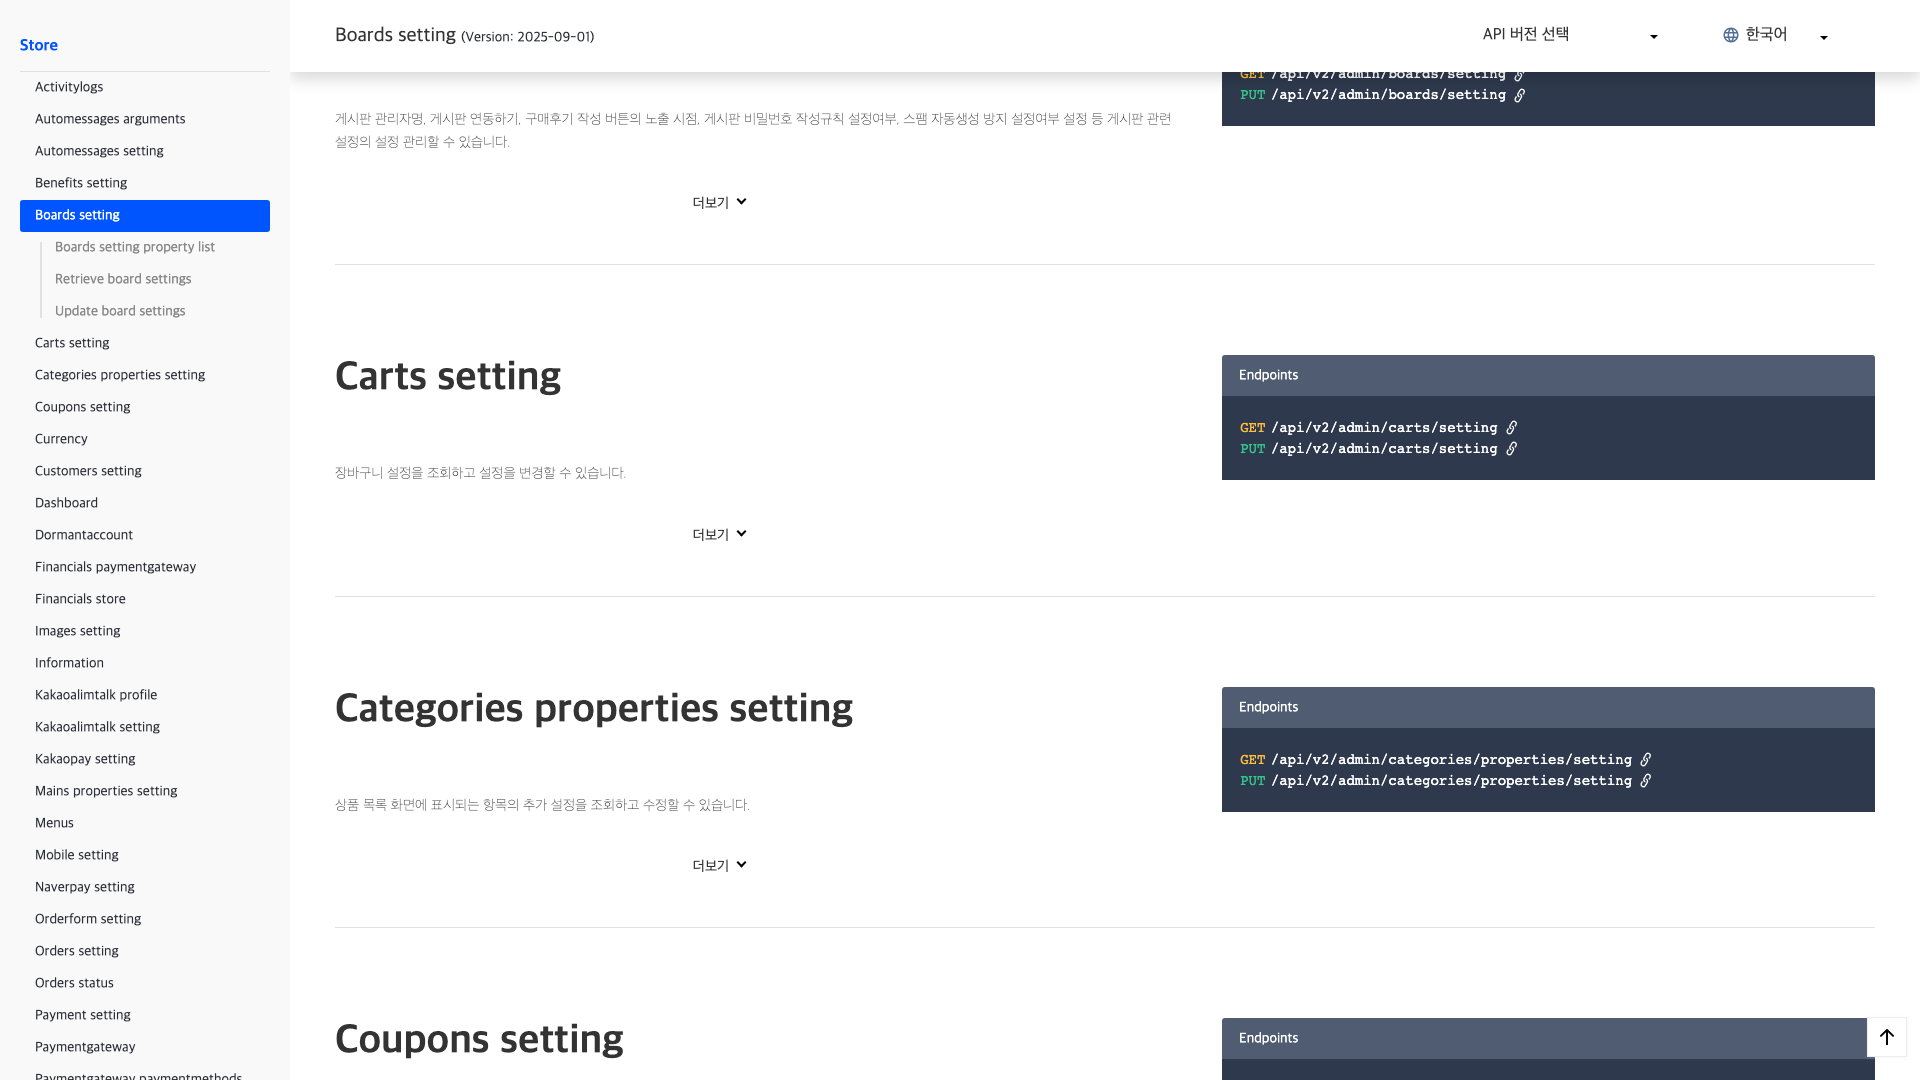 Store
Activitylogs
Automessages arguments
Automessages setting
Benefits setting
Boards setting
Boards setting property list
Retrieve board settings
Update board settings
Carts setting
Categories properties setting
Coupons setting
Currency
Customers setting
Dashboard
Dormantaccount
Financials paymentgateway
Financials store
Images setting
Information
Kakaoalimtalk profile
Kakaoalimtalk setting
Kakaopay setting
Mains properties setting
Menus
Mobile setting
Naverpay setting
Orderform setting
Orders setting
Orders status
Payment setting
Paymentgateway
Paymentgateway paymentmethods
Boards setting (Version: 2025-09-01)
API 버전 선택
한국어
게시판 관리자명, 게시판 연동하기, 구매후기 작성 버튼의 노출 시점, 게시판 비밀번호 작성규칙 설정여부, 스팸 자동생성 방지 설정여부 설정 등 게시판 관련
설정의 설정 관리할 수 있습니다.
더보기
GET /api/v2/admin/boards/setting
PUT /api/v2/admin/boards/setting
Carts setting
장바구니 설정을 조회하고 설정을 변경할 수 있습니다.
더보기
Endpoints
GET /api/v2/admin/carts/setting
PUT /api/v2/admin/carts/setting
Categories properties setting
상품 목록 화면에 표시되는 항목의 추가 설정을 조회하고 수정할 수 있습니다.
더보기
Endpoints
GET /api/v2/admin/categories/properties/setting
PUT /api/v2/admin/categories/properties/setting
Coupons setting
Endpoints